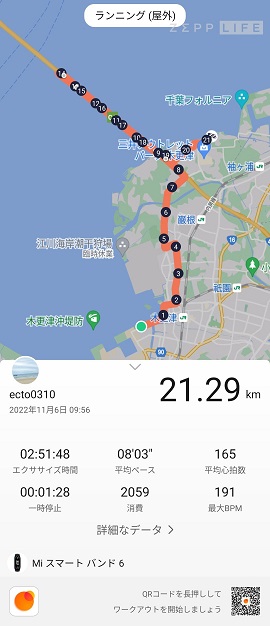 ランニング (屋外)
ZEPP LIFE
千葉フォルニア
三井アウトレット
パーク 木更津
袖ヶ浦
JR
巌根
JR
江川海岸潮干狩場
臨時休業
16
祇園
JR
木更津沖堤防
木更津
JR
90
1
2
3
4
5
6
7
8
9
10
11
12
15
16
17
18
20
21
ecto0310
2022年11月6日 09:56
21.29 km
02:51:48
エクササイズ時間
08'03"
平均ペース
165
平均心拍数
00:01:28
一時停止
2059
消費
191
最大BPM
詳細なデータ
Mi スマート バンド 6
QRコードを長押しして
ワークアウトを開始しましょう